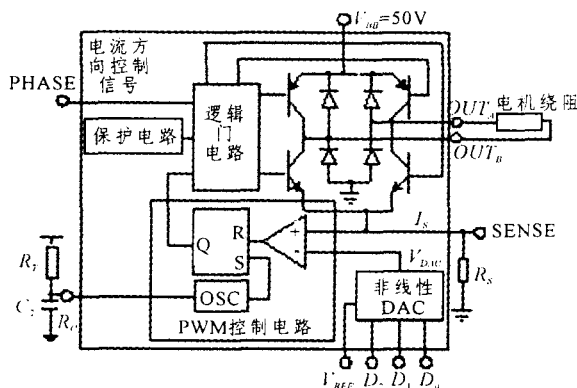 V_BB=50V
电流方
向控制
信号
PHASE
保护电路
逻辑
门
电路
OUT_A
电机绕阻
OUT_B
Q
R
S
+
-
I_S
SENSE
V_DAC
R_T
C_T
R_C
OSC
PWM控制电路
非线性
DAC
R_S
V_REF
D_2
D_1
D_0